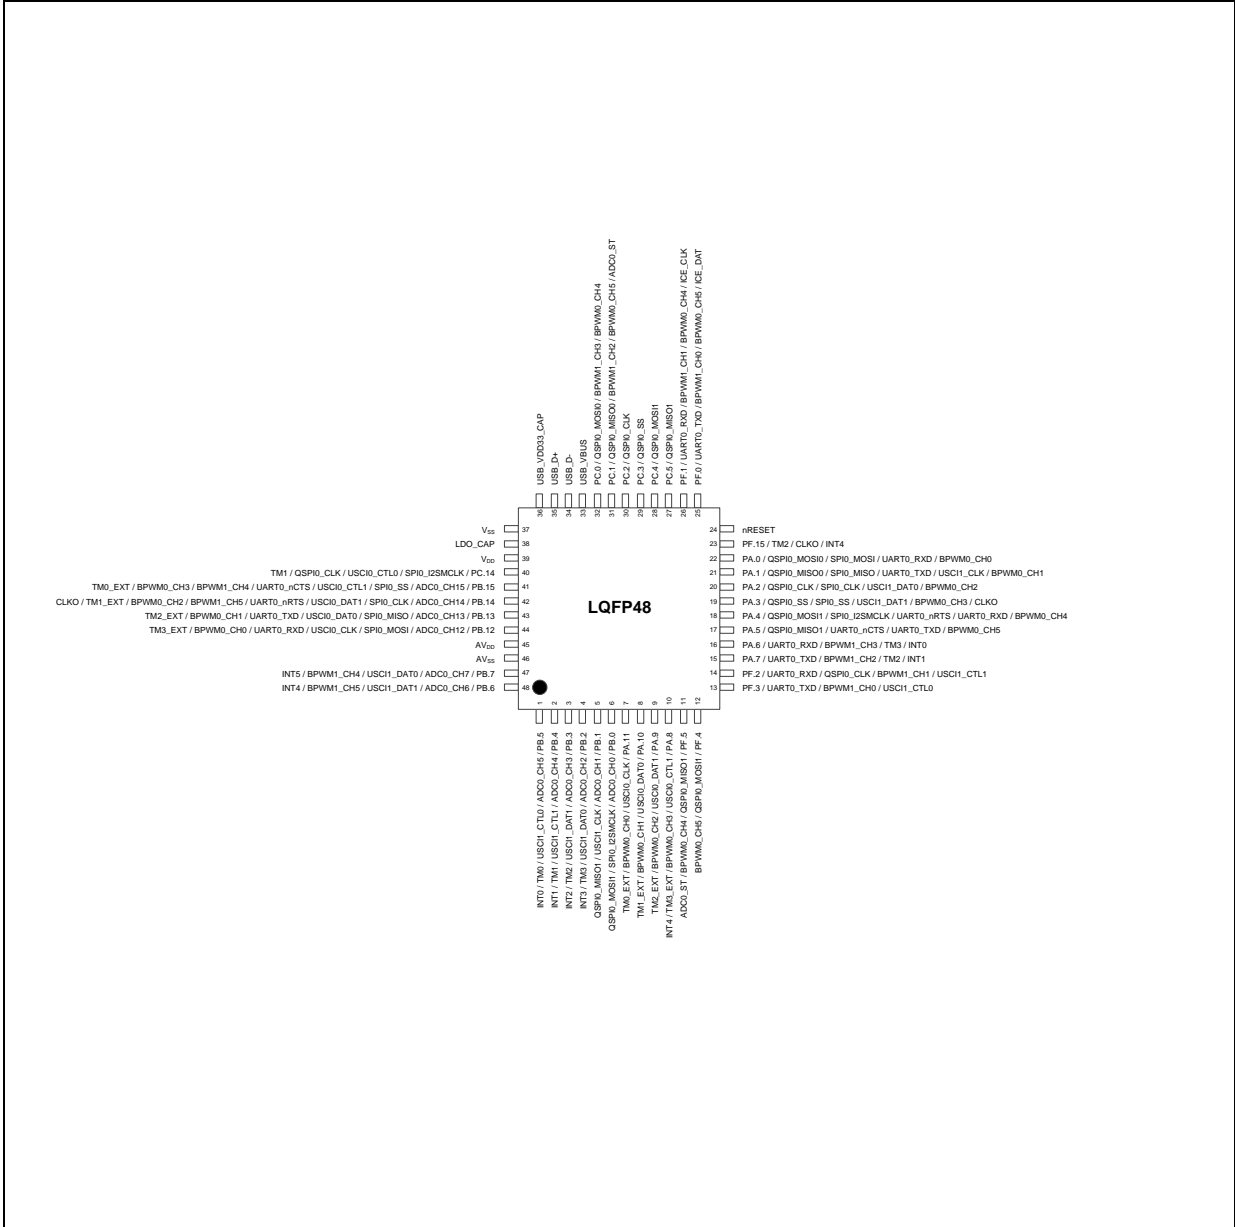 USB_VDD33_CAP
USB_D+
USB_D-
USB_VBUS
PC.0 / QSPI0_MOSI0 / BPWM1_CH3 / BPWM0_CH4
PC.1 / QSPI0_MISO0 / BPWM1_CH2 / BPWM0_CH5 / ADC0_ST
PC.2 / QSPI0_CLK
PC.3 / QSPI0_SS
PC.4 / QSPI0_MOSI1
PC.5 / QSPI0_MISO1
PF.1 / UART0_RXD / BPWM1_CH1 / BPWM0_CH4 / ICE_CLK
PF.0 / UART0_TXD / BPWM1_CH0 / BPWM0_CH5 / ICE_DAT
36 35 34 33 32 31 30 29 28 27 26 25
VSS 37
LDO_CAP 38
VDD 39
TM1 / QSPI0_CLK / USCI0_CTL0 / SPI0_I2SMCLK / PC.14 40
TM0_EXT / BPWM0_CH3 / BPWM1_CH4 / UART0_nCTS / USCI0_CTL1 / SPI0_SS / ADC0_CH15 / PB.15 41
CLKO / TM1_EXT / BPWM0_CH2 / BPWM1_CH5 / UART0_nRTS / USCI0_DAT1 / SPI0_CLK / ADC0_CH14 / PB.14 42
TM2_EXT / BPWM0_CH1 / UART0_TXD / USCI0_DAT0 / SPI0_MISO / ADC0_CH13 / PB.13 43
TM3_EXT / BPWM0_CH0 / UART0_RXD / USCI0_CLK / SPI0_MOSI / ADC0_CH12 / PB.12 44
AVDD 45
AVSS 46
INT5 / BPWM1_CH4 / USCI1_DAT0 / ADC0_CH7 / PB.7 47
INT4 / BPWM1_CH5 / USCI1_DAT1 / ADC0_CH6 / PB.6 48
LQFP48
24 nRESET
23 PF.15 / TM2 / CLKO / INT4
22 PA.0 / QSPI0_MOSI0 / SPI0_MOSI / UART0_RXD / BPWM0_CH0
21 PA.1 / QSPI0_MISO0 / SPI0_MISO / UART0_TXD / USCI1_CLK / BPWM0_CH1
20 PA.2 / QSPI0_CLK / SPI0_CLK / USCI1_DAT0 / BPWM0_CH2
19 PA.3 / QSPI0_SS / SPI0_SS / USCI1_DAT1 / BPWM0_CH3 / CLKO
18 PA.4 / QSPI0_MOSI1 / SPI0_I2SMCLK / UART0_nRTS / UART0_RXD / BPWM0_CH4
17 PA.5 / QSPI0_MISO1 / UART0_nCTS / UART0_TXD / BPWM0_CH5
16 PA.6 / UART0_RXD / BPWM1_CH3 / TM3 / INT0
15 PA.7 / UART0_TXD / BPWM1_CH2 / TM2 / INT1
14 PF.2 / UART0_RXD / QSPI0_CLK / BPWM1_CH1 / USCI1_CTL1
13 PF.3 / UART0_TXD / BPWM1_CH0 / USCI1_CTL0
1 2 3 4 5 6 7 8 9 10 11 12
INT0 / TM0 / USCI1_CTL0 / ADC0_CH5 / PB.5
INT1 / TM1 / USCI1_CTL1 / ADC0_CH4 / PB.4
INT2 / TM2 / USCI1_DAT1 / ADC0_CH3 / PB.3
INT3 / TM3 / USCI1_DAT0 / ADC0_CH2 / PB.2
QSPI0_MISO1 / USCI1_CLK / ADC0_CH1 / PB.1
QSPI0_MOSI1 / SPI0_I2SMCLK / ADC0_CH0 / PB.0
TM0_EXT / BPWM0_CH0 / USCI0_CLK / PA.11
TM1_EXT / BPWM0_CH1 / USCI0_DAT0 / PA.10
TM2_EXT / BPWM0_CH2 / USCI0_DAT1 / PA.9
INT4 / TM3_EXT / BPWM0_CH3 / USCI0_CTL1 / PA.8
ADC0_ST / BPWM0_CH4 / QSPI0_MISO1 / PF.5
BPWM0_CH5 / QSPI0_MOSI1 / PF.4